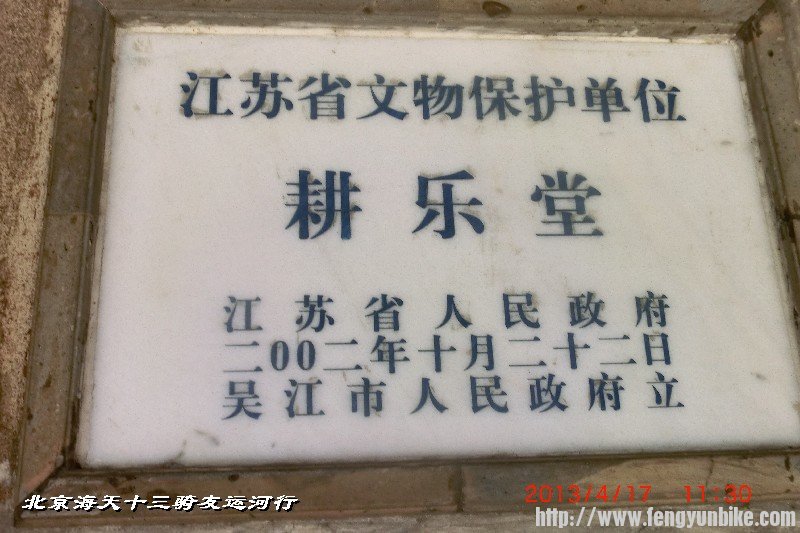 江苏省文物保护单位
耕乐堂
江苏省人民政府
二00二年十月二十二日
吴江市人民政府立
北京海天十三骑友运河行
2013/4/17 11:30
http://www.fengyunbike.com/